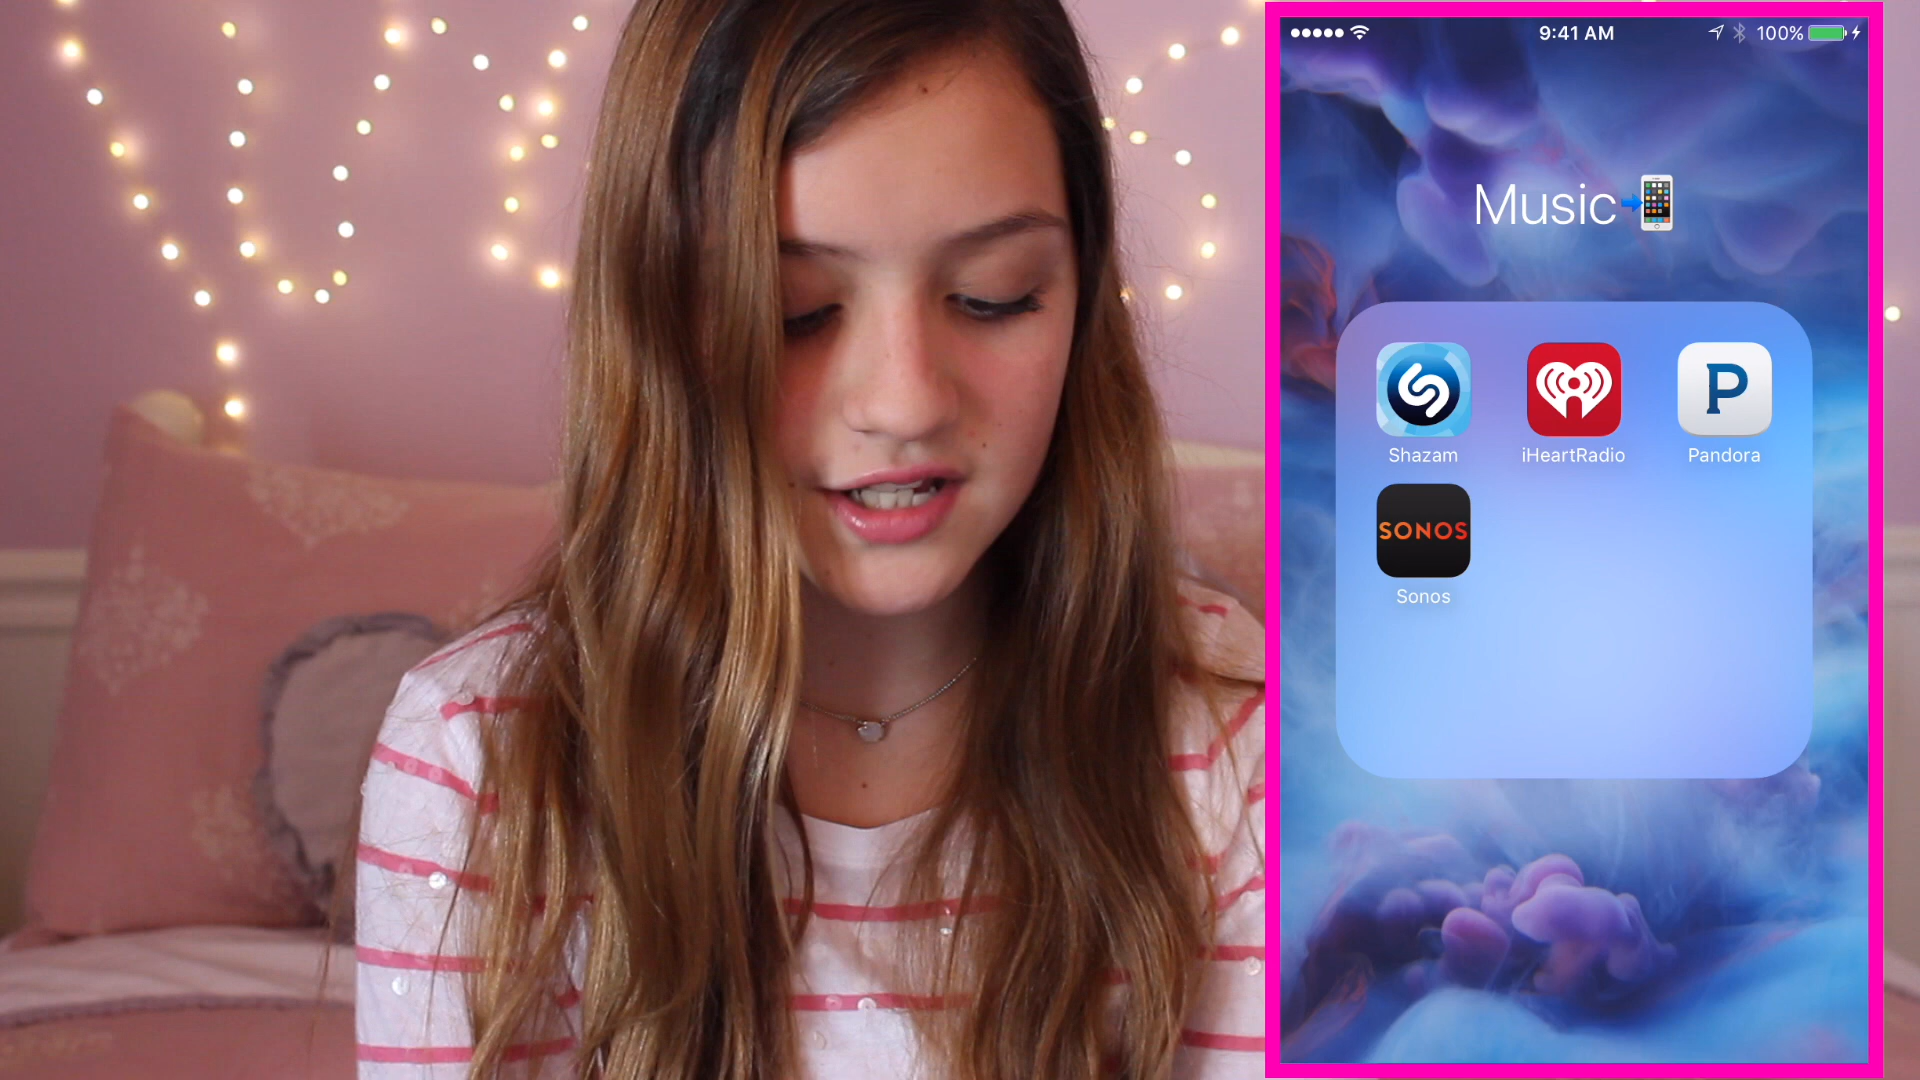 9:41 AM
100%
Music
Shazam
iHeartRadio
Pandora
P
SONOS
Sonos